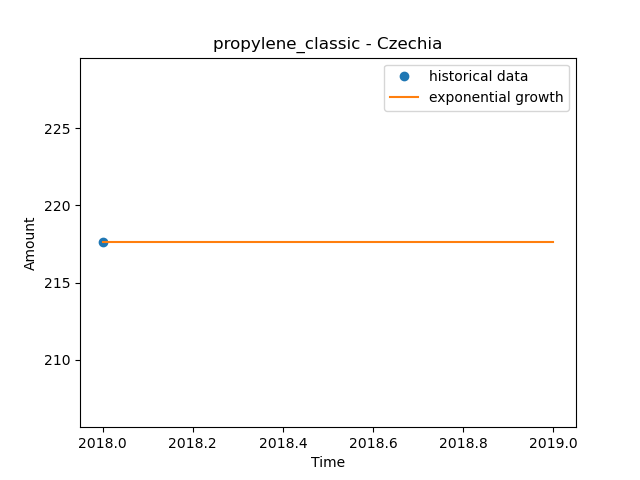 propylene_classic - Czechia
historical data
exponential growth
225
220
215
210
Amount
2018.0 2018.2 2018.4 2018.6 2018.8 2019.0
Time